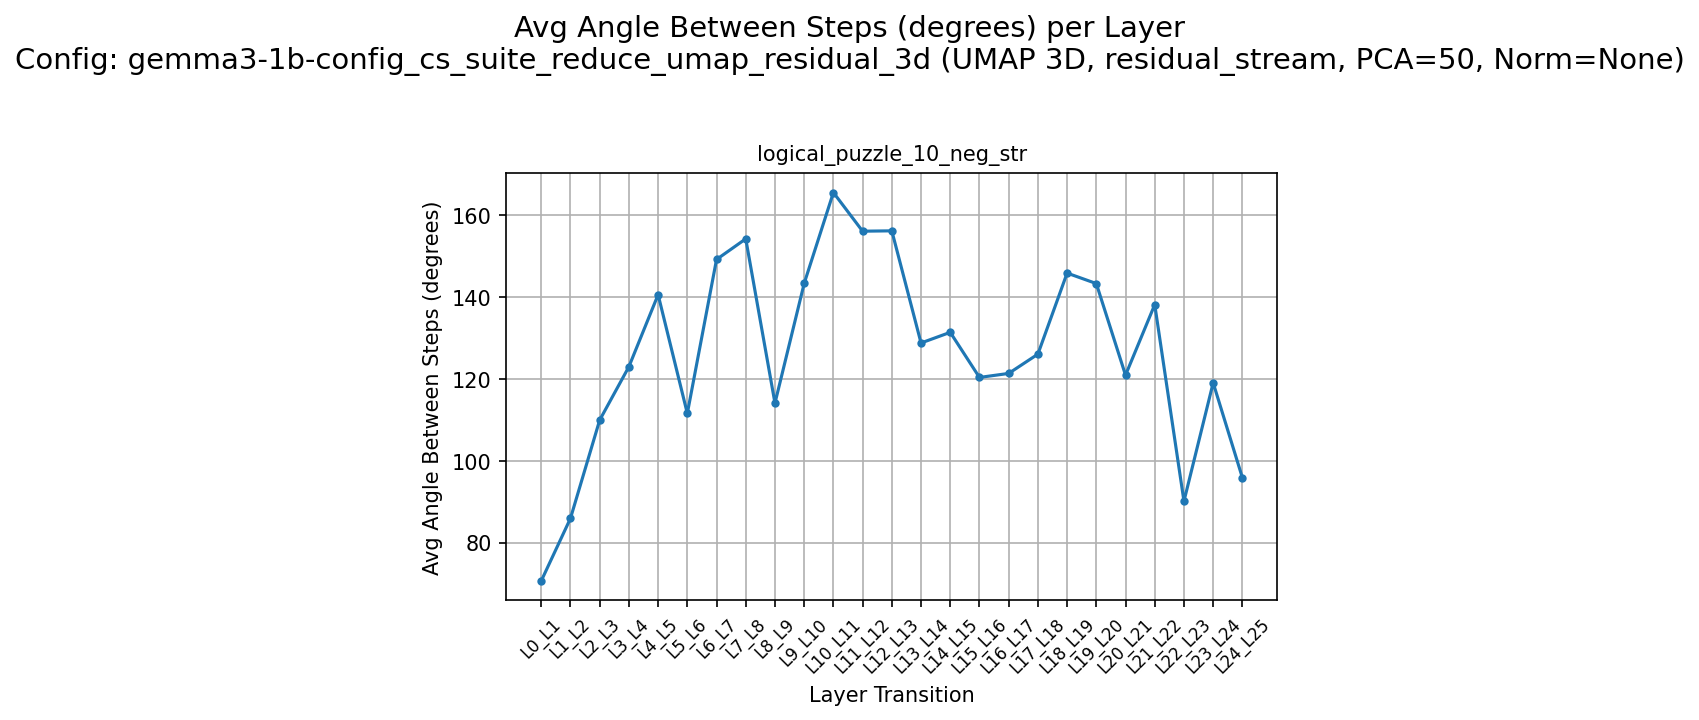 Avg Angle Between Steps (degrees) per Layer
Config: gemma3-1b-config_cs_suite_reduce_umap_residual_3d (UMAP 3D, residual_stream, PCA=50, Norm=None)
logical_puzzle_10_neg_str
Avg Angle Between Steps (degrees)
160
140
120
100
80
L0_L1
L1_L2
L2_L3
L3_L4
L4_L5
L5_L6
L6_L7
L7_L8
L8_L9
L9_L10
L10_L11
L11_L12
L12_L13
L13_L14
L14_L15
L15_L16
L16_L17
L17_L18
L18_L19
L19_L20
L20_L21
L21_L22
L22_L23
L23_L24
L24_L25
Layer Transition